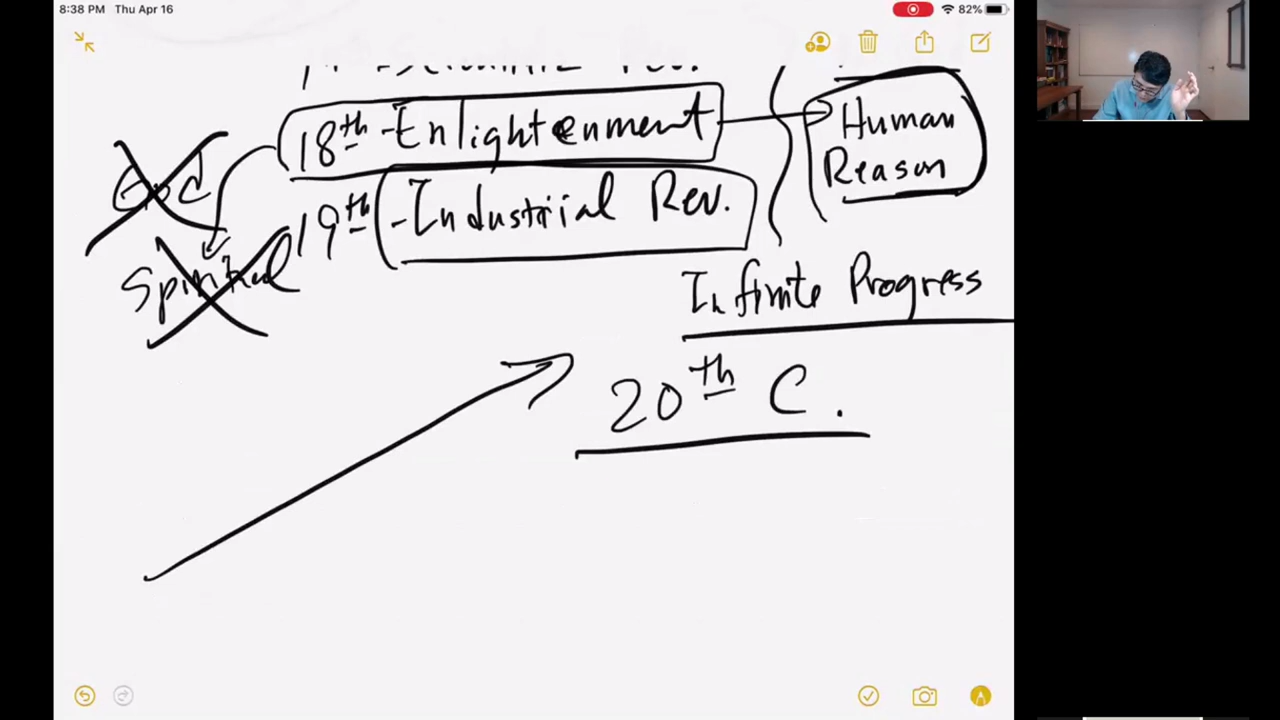 8:38 PM Thu Apr 16
82%
Rev.
18th - Enlightenment
Human
Reason
God
19th - Industrial Rev.
Spiritual
Infinite Progress
20th C.